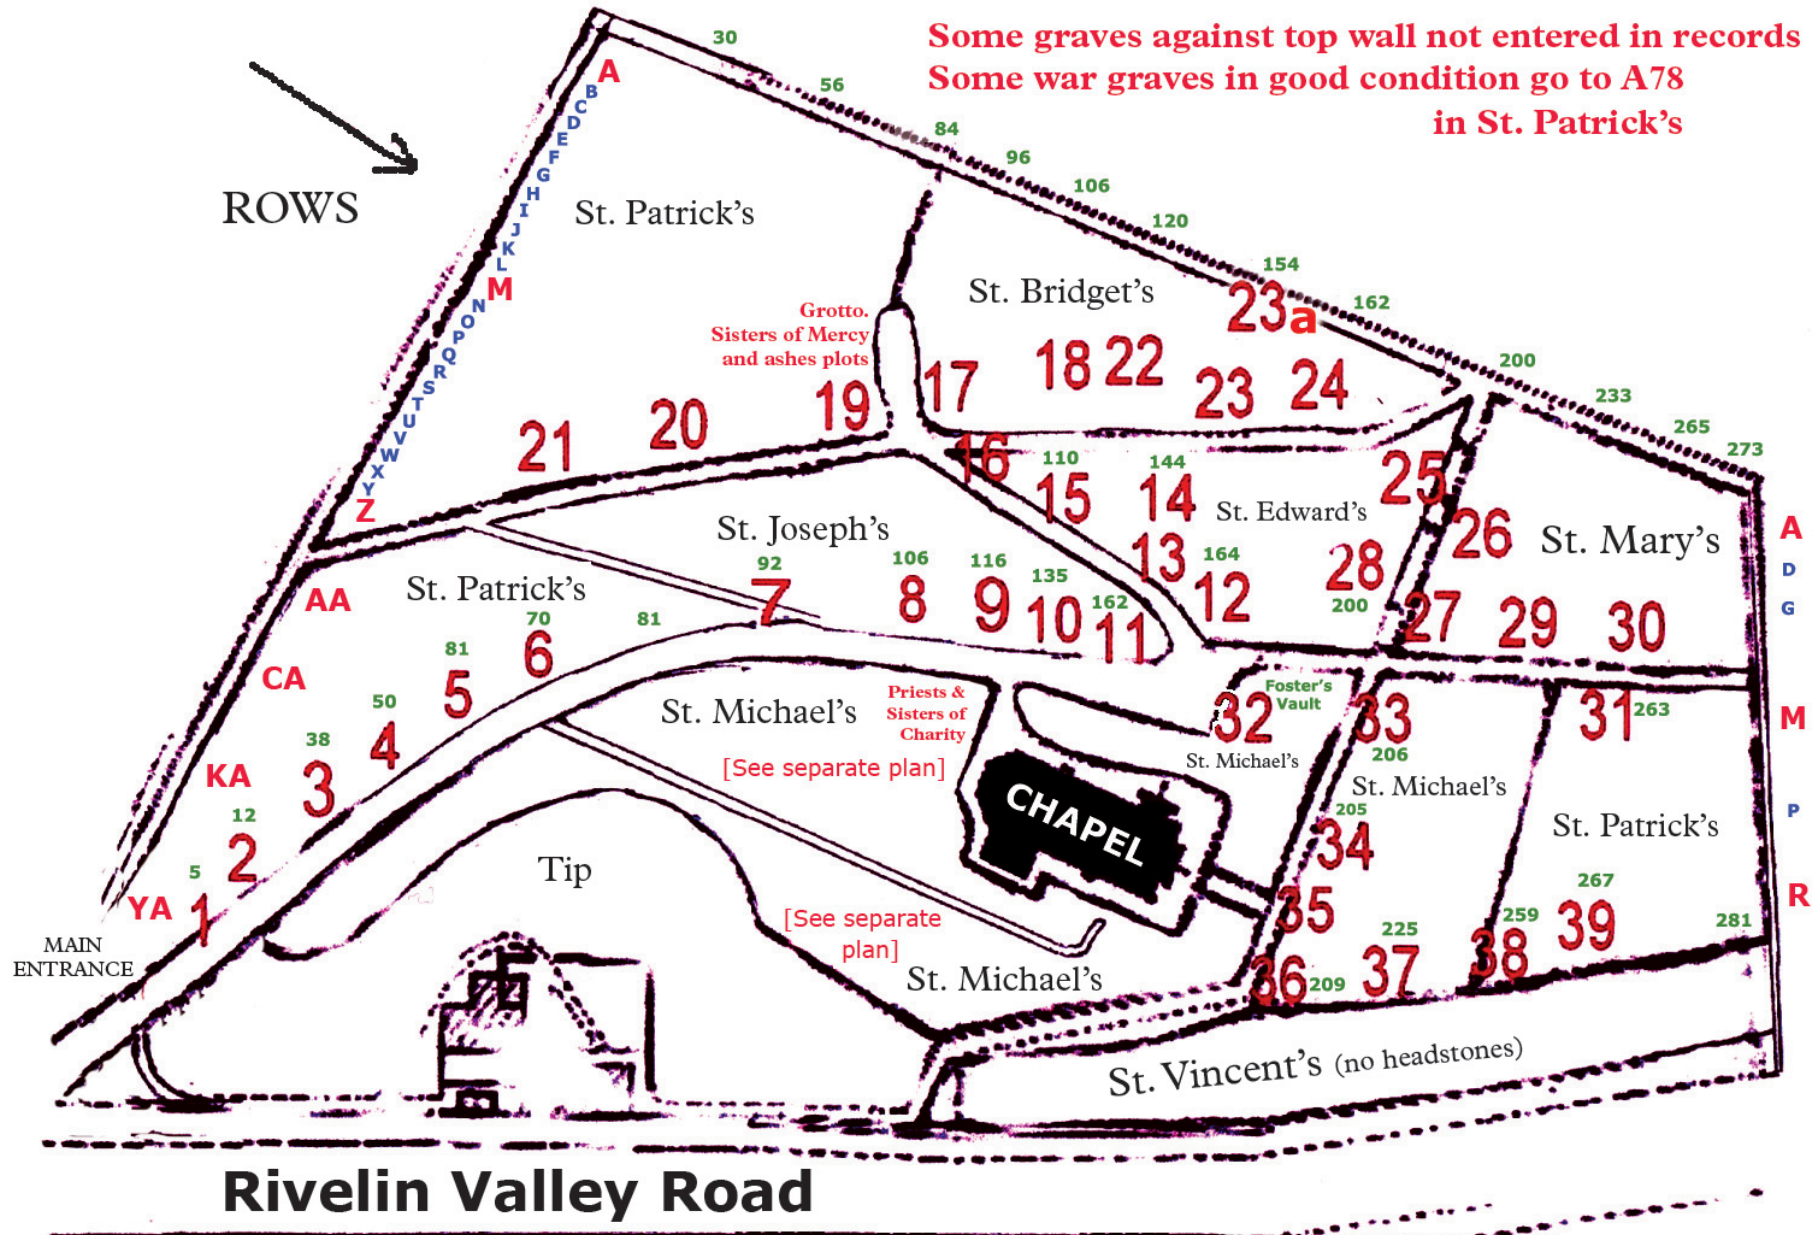 Some graves against top wall not entered in records
Some war graves in good condition go to A78
in St. Patrick's
30
56
84
96
106
120
154
162
200
233
265
273
ROWS
A
B
C
D
E
F
G
H
I
J
K
L
M
N
O
P
Q
R
S
T
U
V
W
X
Y
Z
St. Patrick's
St. Bridget's
23a
Grotto.
Sisters of Mercy
and ashes plots
17
18
22
23
24
19
20
21
16
110
15
144
14
St. Edward's
25
26
St. Mary's
A
D
G
St. Joseph's
13
164
12
28
200
27
29
30
AA
St. Patrick's
92
7
106
8
116
9
135
10
162
11
70
6
81
81
5
CA
50
4
38
3
KA
12
2
5
1
YA
MAIN
ENTRANCE
St. Michael's
Priests &
Sisters of
Charity
[See separate plan]
Foster's
Vault
32
33
31
263
M
St. Michael's
206
St. Michael's
CHAPEL
205
34
St. Patrick's
P
Tip
[See separate
plan]
35
267
39
R
259
38
281
225
37
36
209
St. Michael's
St. Vincent's (no headstones)
Rivelin Valley Road